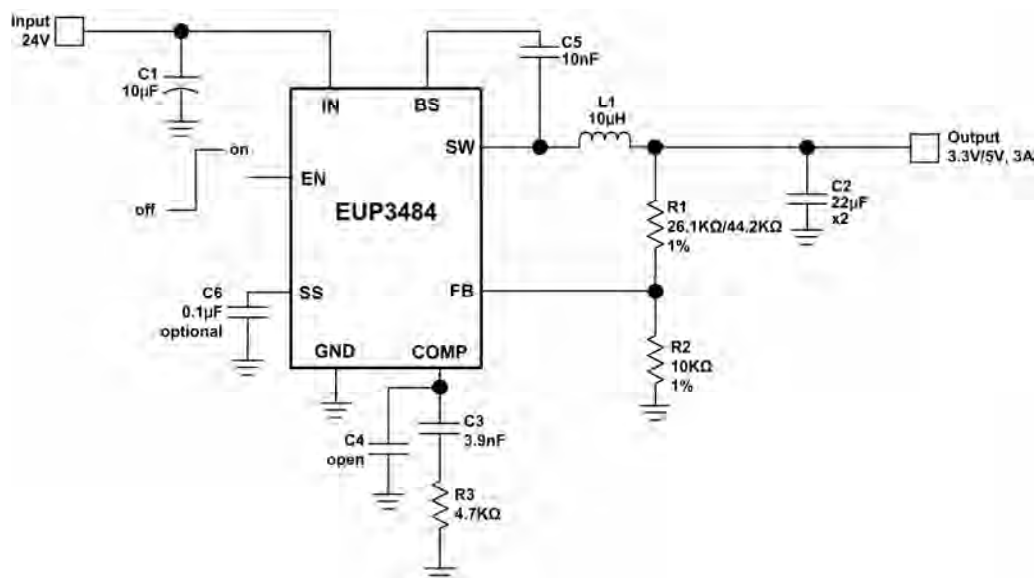 Input
24V
C1
10µF
IN
BS
C5
10nF
L1
10µH
SW
Output
3.3V/5V, 3A
on
off
EN
EUP3484
R1
26.1KΩ/44.2KΩ
1%
C2
22µF
x2
C6
0.1µF
optional
SS
FB
R2
10KΩ
1%
GND
COMP
C4
open
C3
3.9nF
R3
4.7KΩ